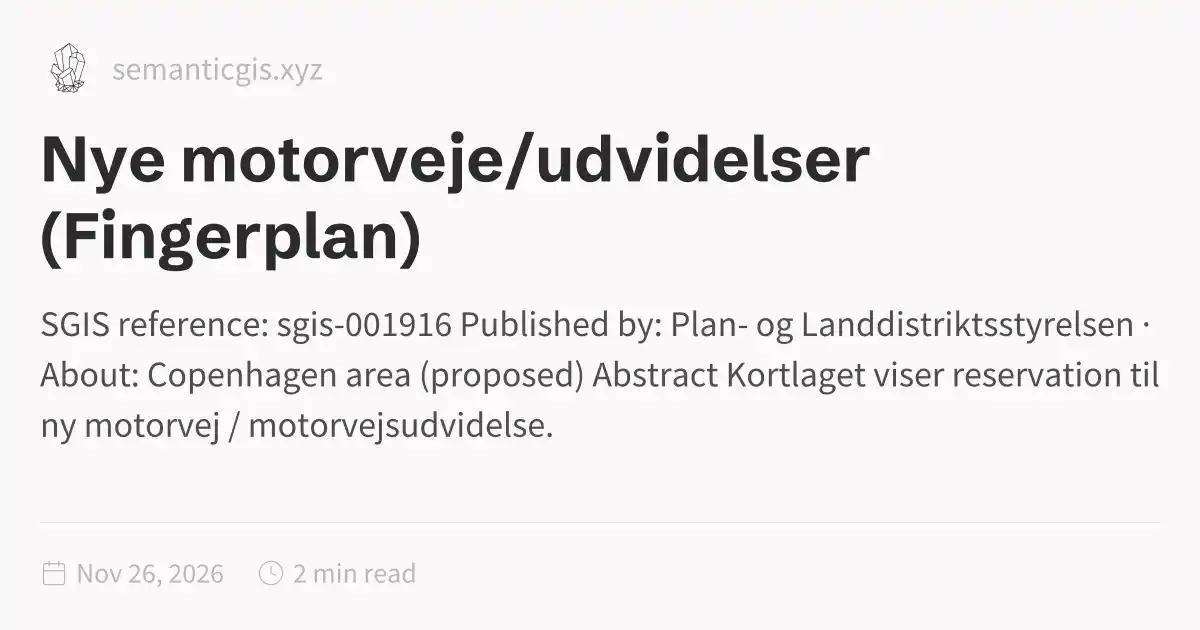 semanticgis.xyz
Nye motorveje/udvidelser
(Fingerplan)
SGIS reference: sgis-001916 Published by: Plan- og Landdistriktsstyrelsen ·
About: Copenhagen area (proposed) Abstract Kortlaget viser reservation til
ny motorvej / motorvejsudvidelse.
Nov 26, 2026 2 min read